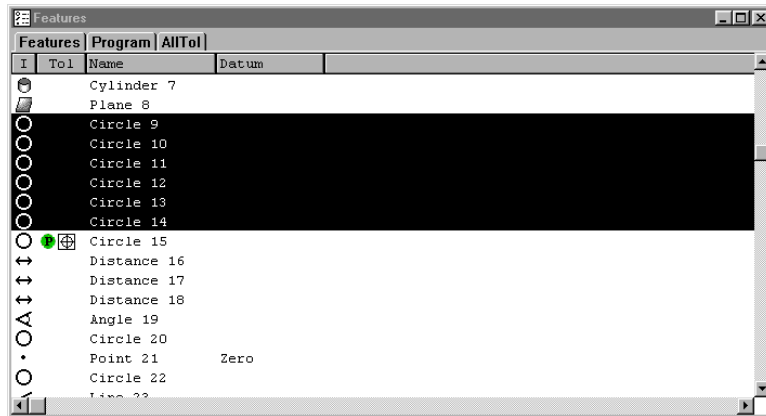 Features
Features Program AllTol
I Tol Name Datum
Cylinder 7
Plane 8
Circle 9
Circle 10
Circle 11
Circle 12
Circle 13
Circle 14
P Circle 15
Distance 16
Distance 17
Distance 18
Angle 19
Circle 20
Point 21 Zero
Circle 22
Line 23